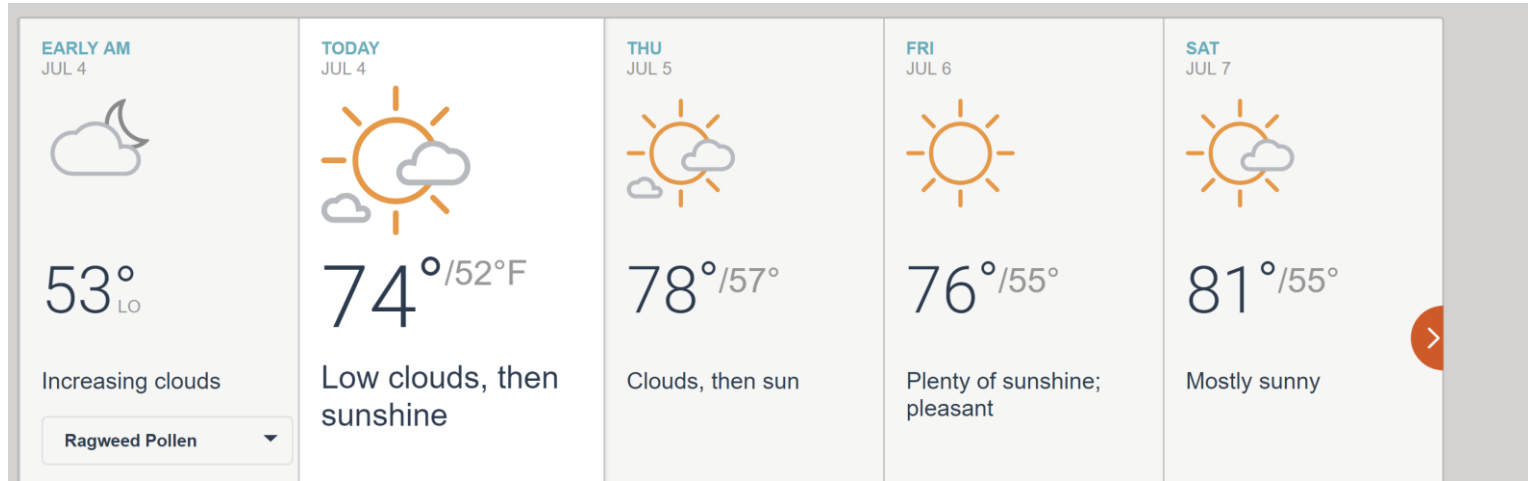 EARLY AM
JUL 4
53°
LO
Increasing clouds
Ragweed Pollen
TODAY
JUL 4
74°/52°F
Low clouds, then
sunshine
THU
JUL 5
78°/57°
Clouds, then sun
FRI
JUL 6
76°/55°
Plenty of sunshine;
pleasant
SAT
JUL 7
81°/55°
Mostly sunny